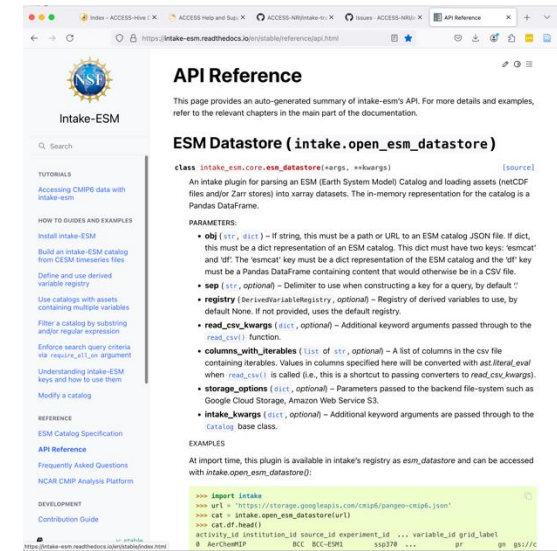 Index - ACCESS-Hive
ACCESS Help and Sup
ACCESS-NRI/intake-tra
Issues · ACCESS-NRI/
API Reference
https://intake-esm.readthedocs.io/en/stable/reference/api.html
NSF
Intake-ESM
Search
TUTORIALS
Accessing CMIP6 data with
intake-esm
HOW TO GUIDES AND EXAMPLES
Install intake-ESM
Build an intake-ESM catalog
from CESM timeseries files
Define and use derived
variable registry
Use catalogs with assets
containing multiple variables
Filter a catalog by substring
and/or regular expression
Enforce search query criteria
via require_all_on argument
Understanding intake-ESM
keys and how to use them
Modify a catalog
REFERENCE
ESM Catalog Specification
API Reference
Frequently Asked Questions
NCAR CMIP Analysis Platform
DEVELOPMENT
Contribution Guide
https://intake-esm.readthedocs.io/en/stable/index.html
API Reference
This page provides an auto-generated summary of intake-esm's API. For more details and examples,
refer to the relevant chapters in the main part of the documentation.
ESM Datastore ( intake.open_esm_datastore )
class intake_esm.core.esm_datastore(*args, **kwargs) [source]
An intake plugin for parsing an ESM (Earth System Model) Catalog and loading assets (netCDF
files and/or Zarr stores) into xarray datasets. The in-memory representation for the catalog is a
Pandas DataFrame.
PARAMETERS:
• obj ( str , dict ) – If string, this must be a path or URL to an ESM catalog JSON file. If dict,
this must be a dict representation of an ESM catalog. This dict must have two keys: 'esmcat'
and 'df'. The 'esmcat' key must be a dict representation of the ESM catalog and the 'df' key
must be a Pandas DataFrame containing content that would otherwise be in a CSV file.
• sep ( str , optional) – Delimiter to use when constructing a key for a query, by default '.'
• registry ( DerivedVariableRegistry , optional) – Registry of derived variables to use, by
default None. If not provided, uses the default registry.
• read_csv_kwargs ( dict , optional) – Additional keyword arguments passed through to the
read_csv() function.
• columns_with_iterables ( list of str , optional) – A list of columns in the csv file
containing iterables. Values in columns specified here will be converted with ast.literal_eval
when read_csv() is called (i.e., this is a shortcut to passing converters to read_csv_kwargs).
• storage_options ( dict , optional) – Parameters passed to the backend file-system such as
Google Cloud Storage, Amazon Web Service S3.
• intake_kwargs ( dict , optional) – Additional keyword arguments are passed through to the
Catalog base class.
EXAMPLES
At import time, this plugin is available in intake's registry as esm_datastore and can be accessed
with intake.open_esm_datastore():
>>> import intake
>>> url = "https://storage.googleapis.com/cmip6/pangeo-cmip6.json"
>>> cat = intake.open_esm_datastore(url)
>>> cat.df.head()
activity_id institution_id source_id experiment_id ... variable_id grid_label
0 AerChemMIP BCC BCC-ESM1 ssp370 ... pr gn gs://c